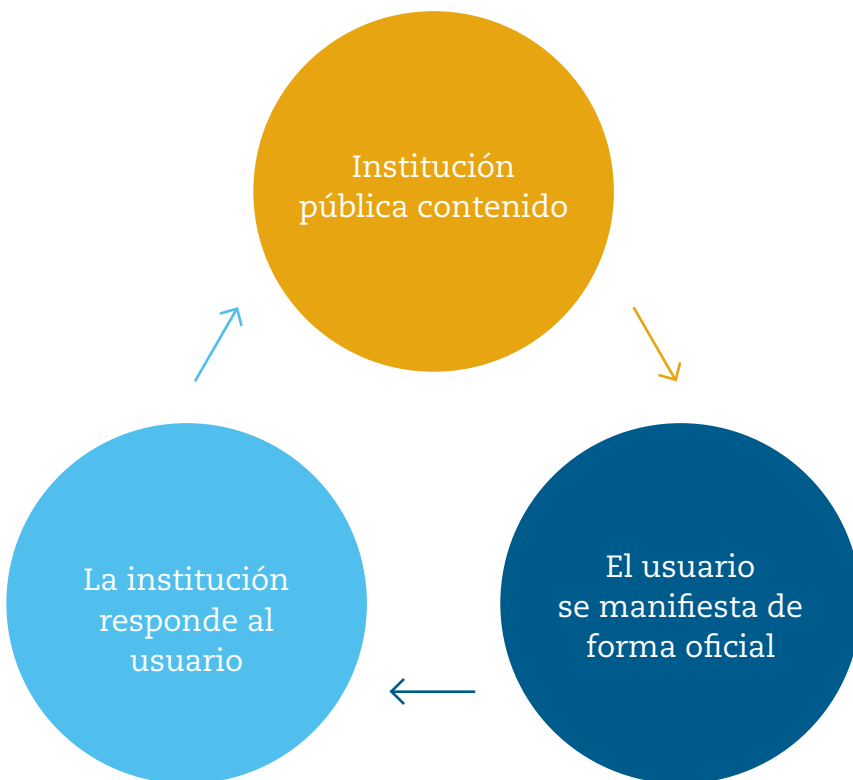 Institución
pública contenido
El usuario
se manifiesta de
forma oficial
La institución
responde al
usuario